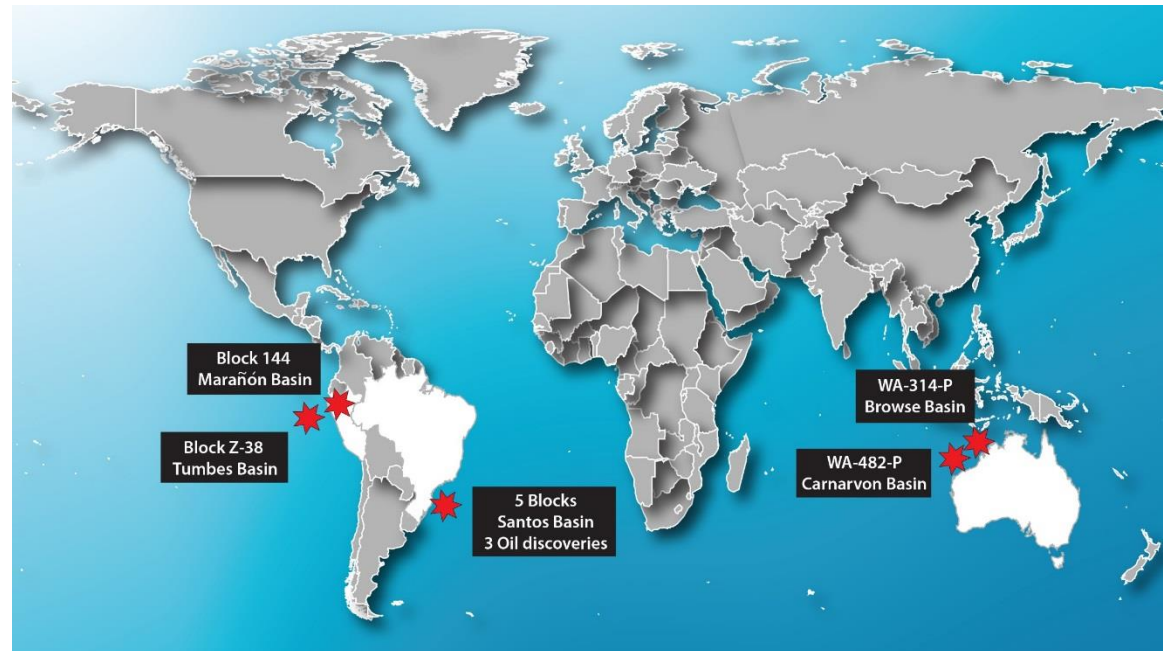 Block 144
Marañón Basin
Block Z-38
Tumbes Basin
5 Blocks
Santos Basin
3 Oil discoveries
WA-314-P
Browse Basin
WA-482-P
Carnarvon Basin